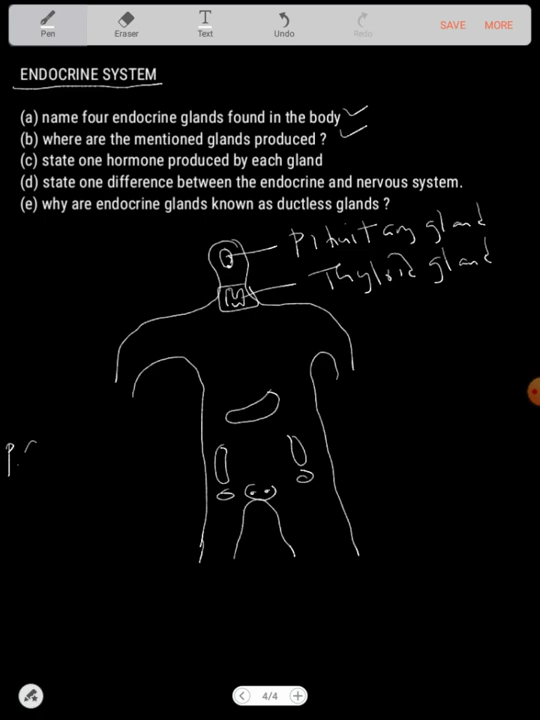 Pen
Eraser
Text
Undo
Redo
SAVE
MORE
ENDOCRINE SYSTEM
(a) name four endocrine glands found in the body
(b) where are the mentioned glands produced ?
(c) state one hormone produced by each gland
(d) state one difference between the endocrine and nervous system.
(e) why are endocrine glands known as ductless glands ?
Pituitary gland
Thyloid gland
4/4